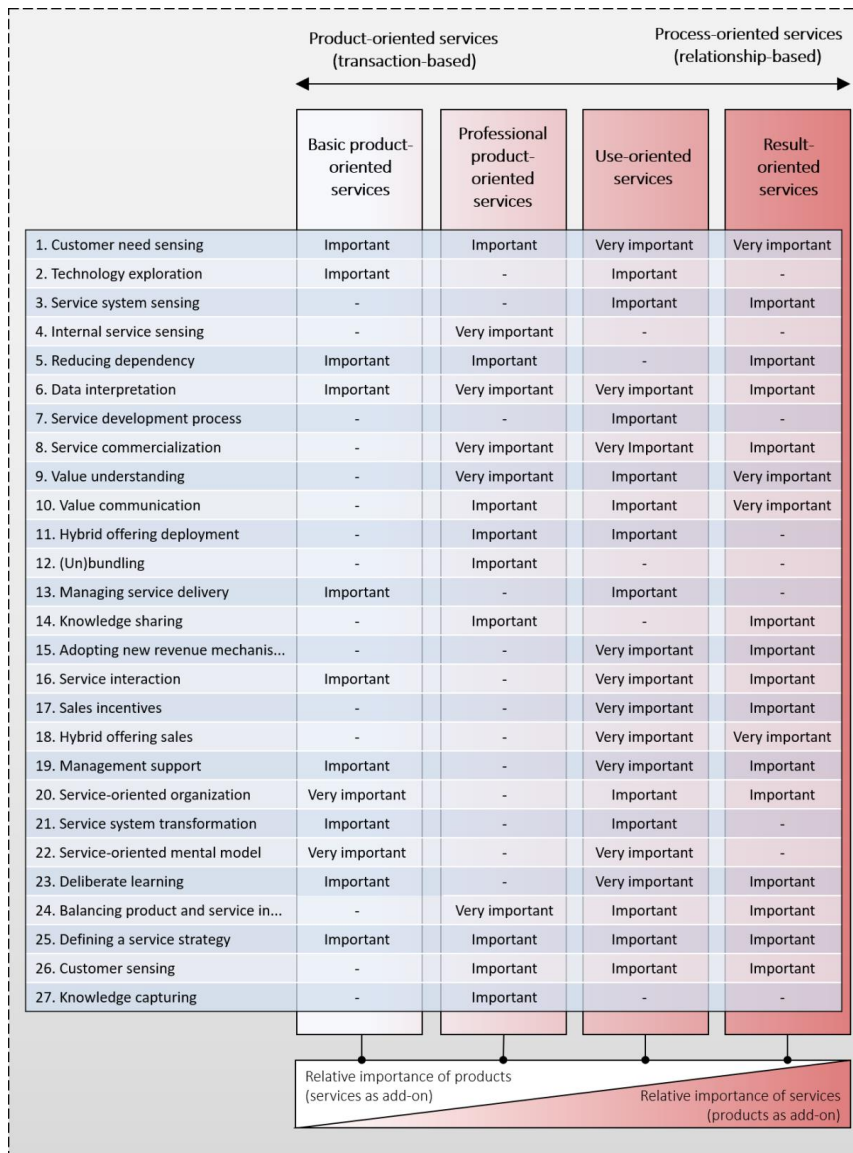 Product-oriented services
(transaction-based)
Process-oriented services
(relationship-based)
Basic product-
oriented
services
Professional
product-
oriented
services
Use-oriented
services
Result-
oriented
services
1. Customer need sensing Important Important Very important Very important
2. Technology exploration Important - Important -
3. Service system sensing - - Important Important
4. Internal service sensing - Very important - -
5. Reducing dependency Important Important - Important
6. Data interpretation Important Very important Very important Important
7. Service development process - - Important -
8. Service commercialization - Very important Very Important Important
9. Value understanding - Very important Important Very important
10. Value communication - Important Important Very important
11. Hybrid offering deployment - Important Important -
12. (Un)bundling - Important - -
13. Managing service delivery Important - Important -
14. Knowledge sharing - Important - Important
15. Adopting new revenue mechanis... - - Very important Important
16. Service interaction Important - Very important Important
17. Sales incentives - - Very important Important
18. Hybrid offering sales - - Very important Very important
19. Management support Important - Very important Important
20. Service-oriented organization Very important - Important Important
21. Service system transformation Important - Important -
22. Service-oriented mental model Very important - Very important -
23. Deliberate learning Important - Very important Important
24. Balancing product and service in... - Very important Important Important
25. Defining a service strategy Important Important Important Important
26. Customer sensing - Important Important Important
27. Knowledge capturing - Important - -
Relative importance of products
(services as add-on)
Relative importance of services
(products as add-on)